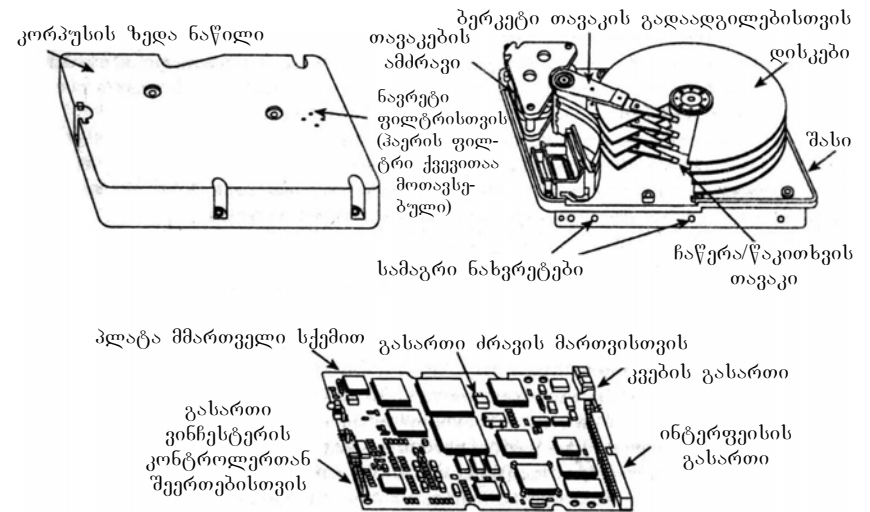 კორპუსის ზედა ნაწილი
ნავრეტი
ფილტრისთვის
(ჰაერის ფილ-
ტრი ქვევითაა
მოთავსე-
ბული)
ბერკეტი თავაკის გადაადგილებისთვის
თავაკების
ამძრავი
დისკები
შასი
ჩაწერა/წაკითხვის
თავაკი
სამაგრი ნახვრეტები
პლატა მმართველი სქემით
გასართი ძრავის მართვისთვის
კვების გასართი
გასართი
ვინჩესტერის
კონტროლერთან
შეერთებისთვის
ინტერფეისის
გასართი